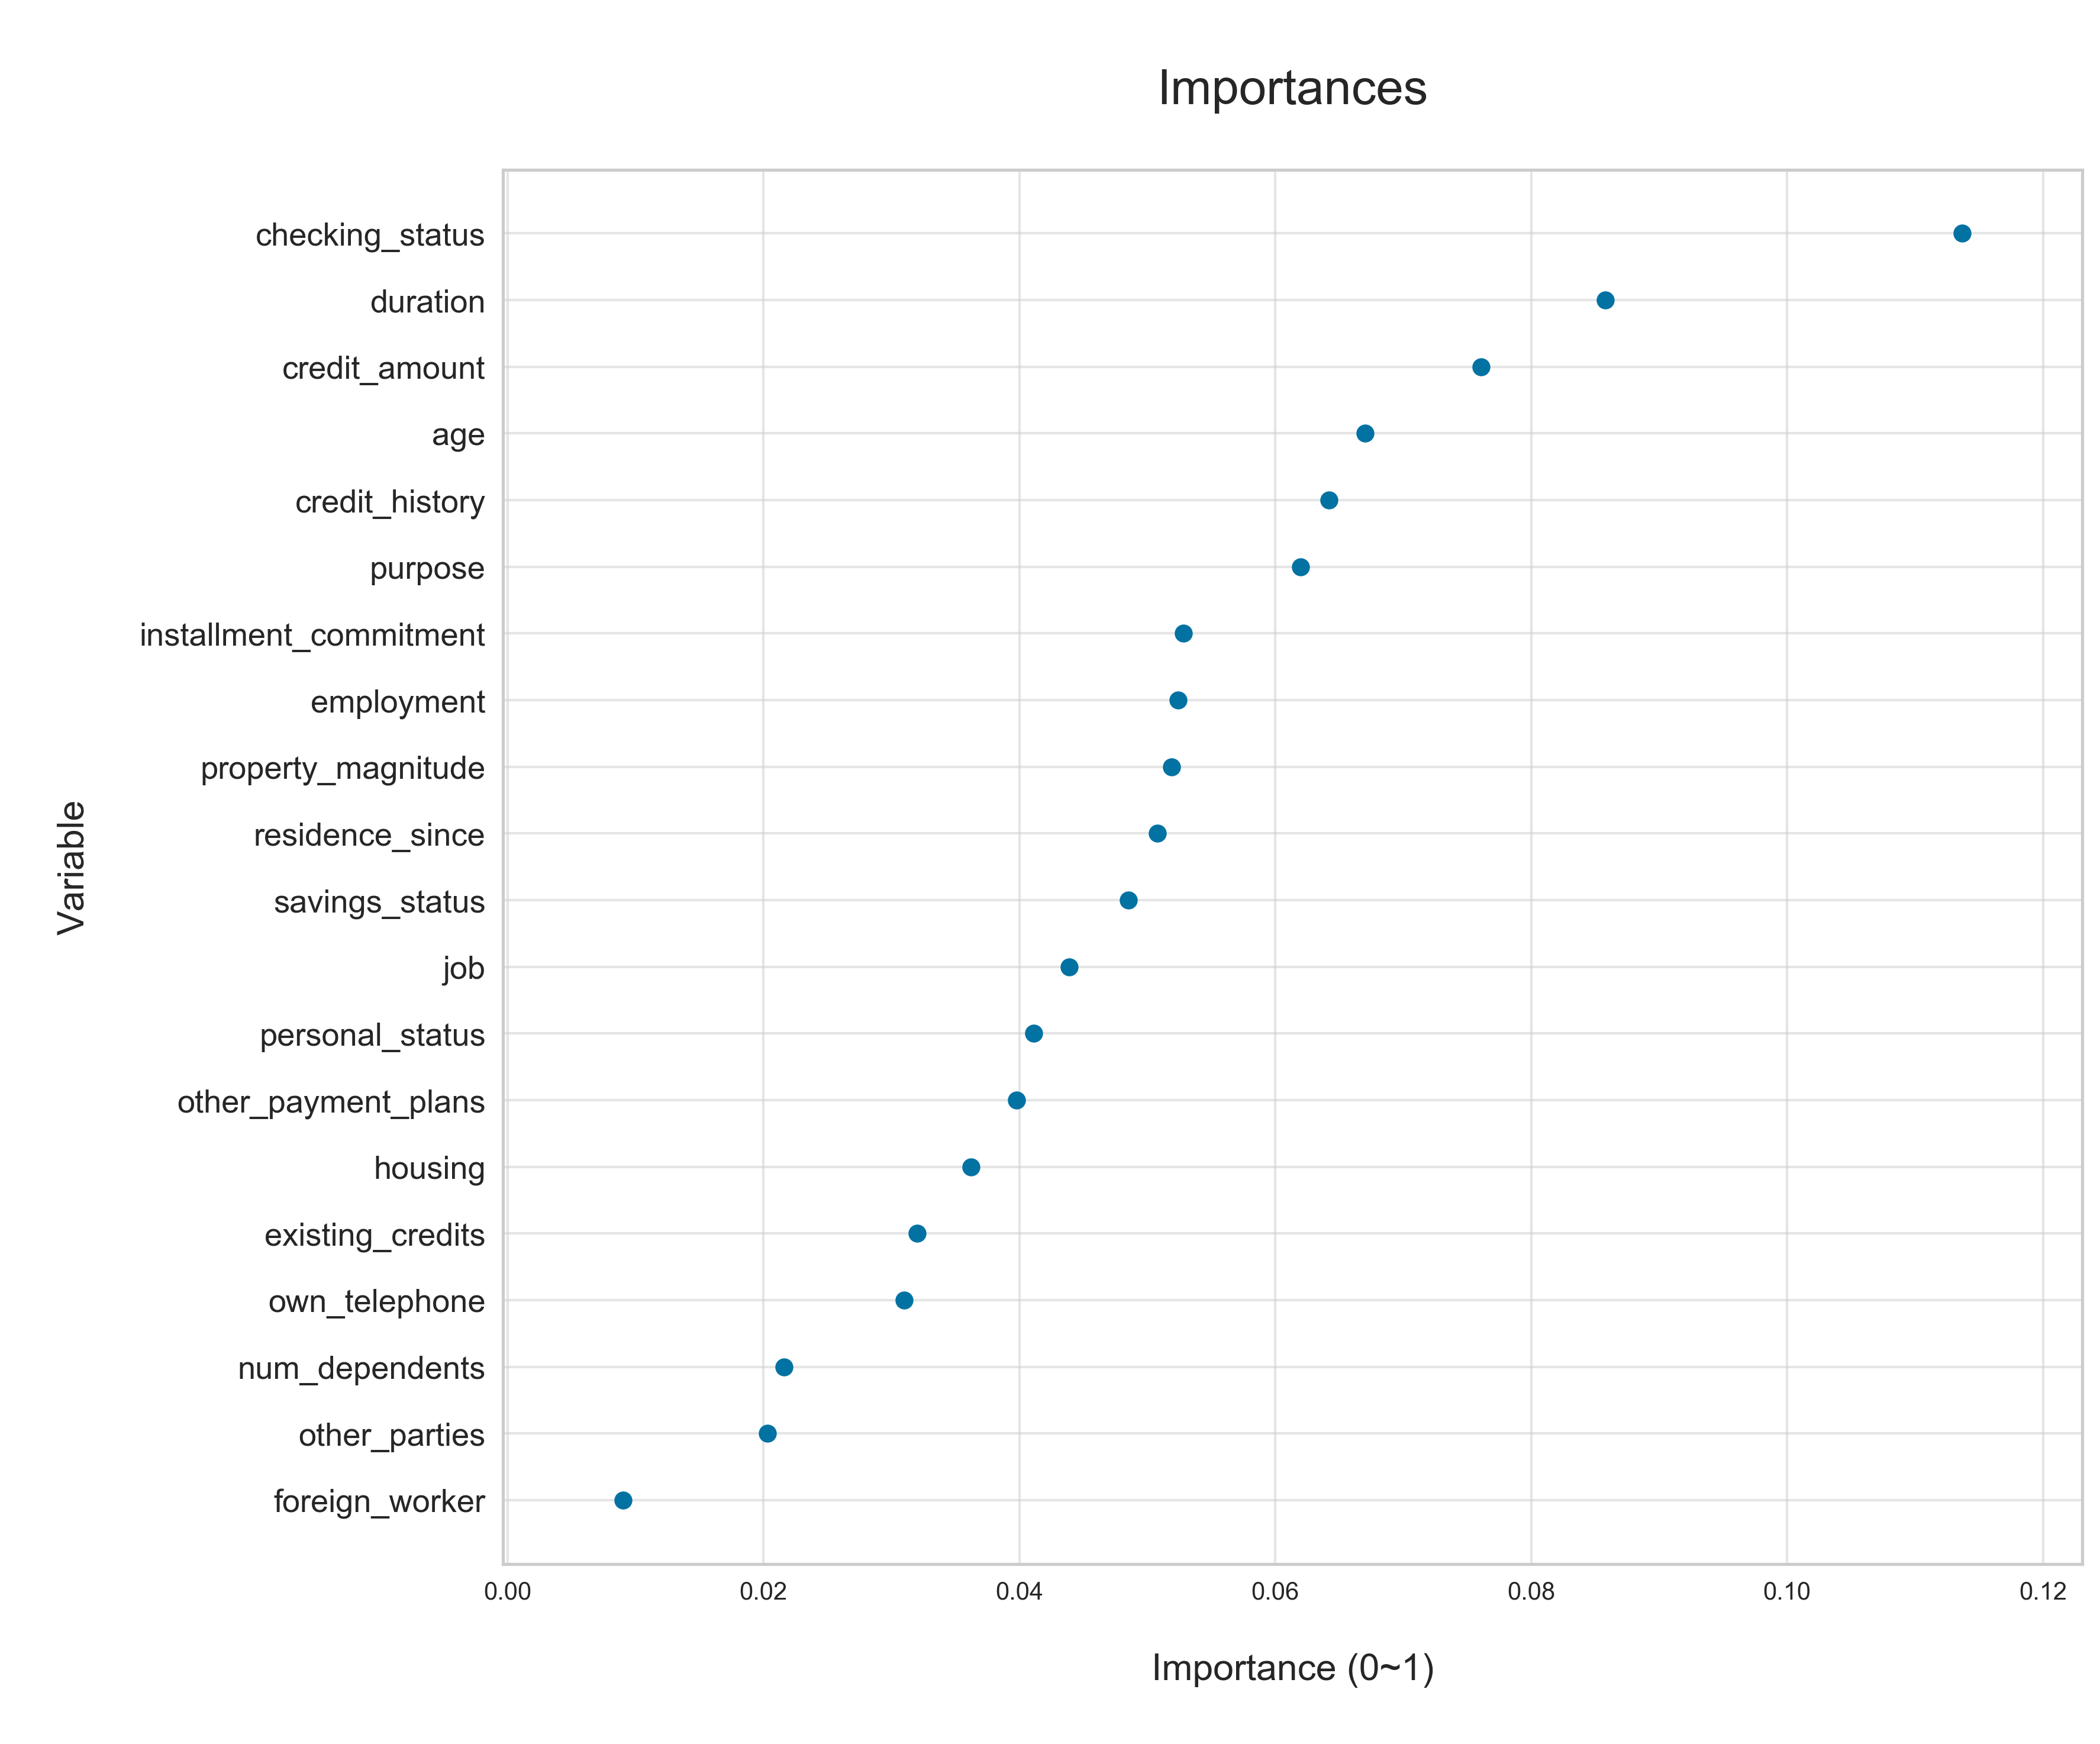 Importances
checking_status
duration
credit_amount
age
credit_history
purpose
installment_commitment
employment
property_magnitude
residence_since
savings_status
job
personal_status
other_payment_plans
housing
existing_credits
own_telephone
num_dependents
other_parties
foreign_worker
Variable
0.00 0.02 0.04 0.06 0.08 0.10 0.12
Importance (0~1)